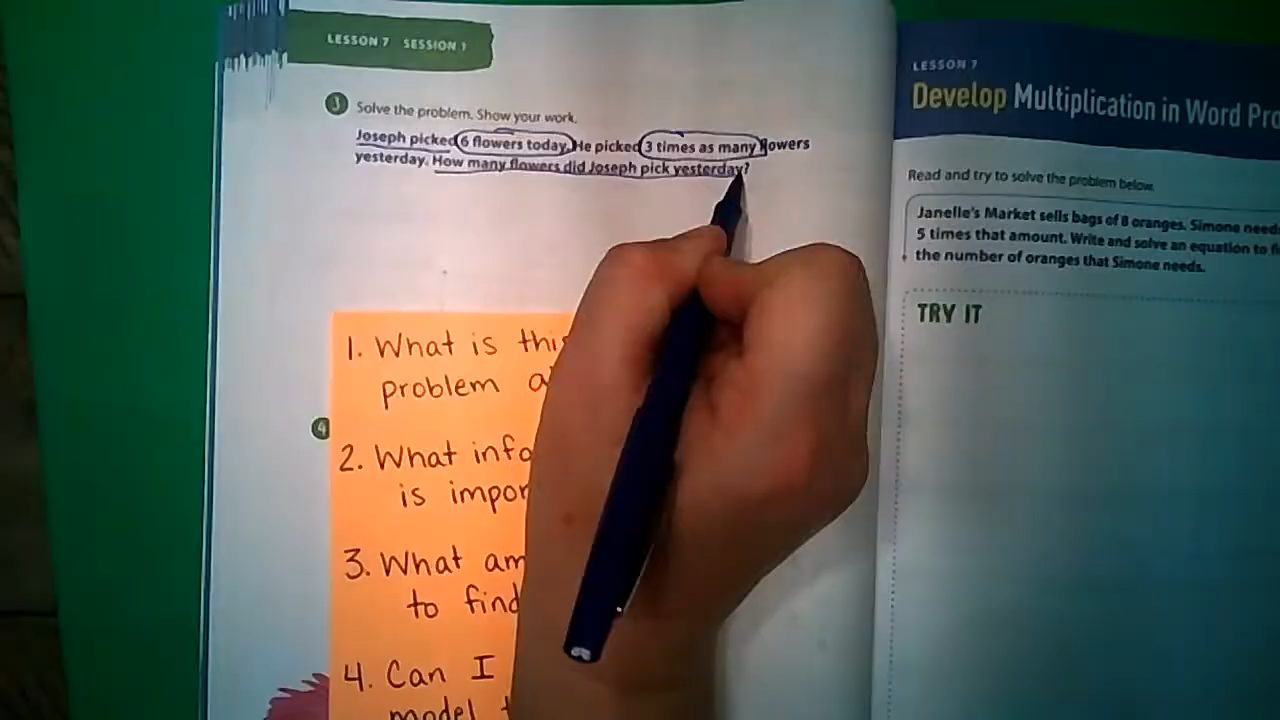 LESSON 7 SESSION 1
3 Solve the problem. Show your work.
Joseph picked 6 flowers today. He picked 3 times as many flowers
yesterday. How many flowers did Joseph pick yesterday?
1. What is this
problem
4
2. What info
is impor
3. What am
to find
4. Can I
model
LESSON 7
Develop Multiplication in Word Pro
Read and try to solve the problem below.
Janelle's Market sells bags of 8 oranges. Simone need
5 times that amount. Write and solve an equation to fi
the number of oranges that Simone needs.
TRY IT